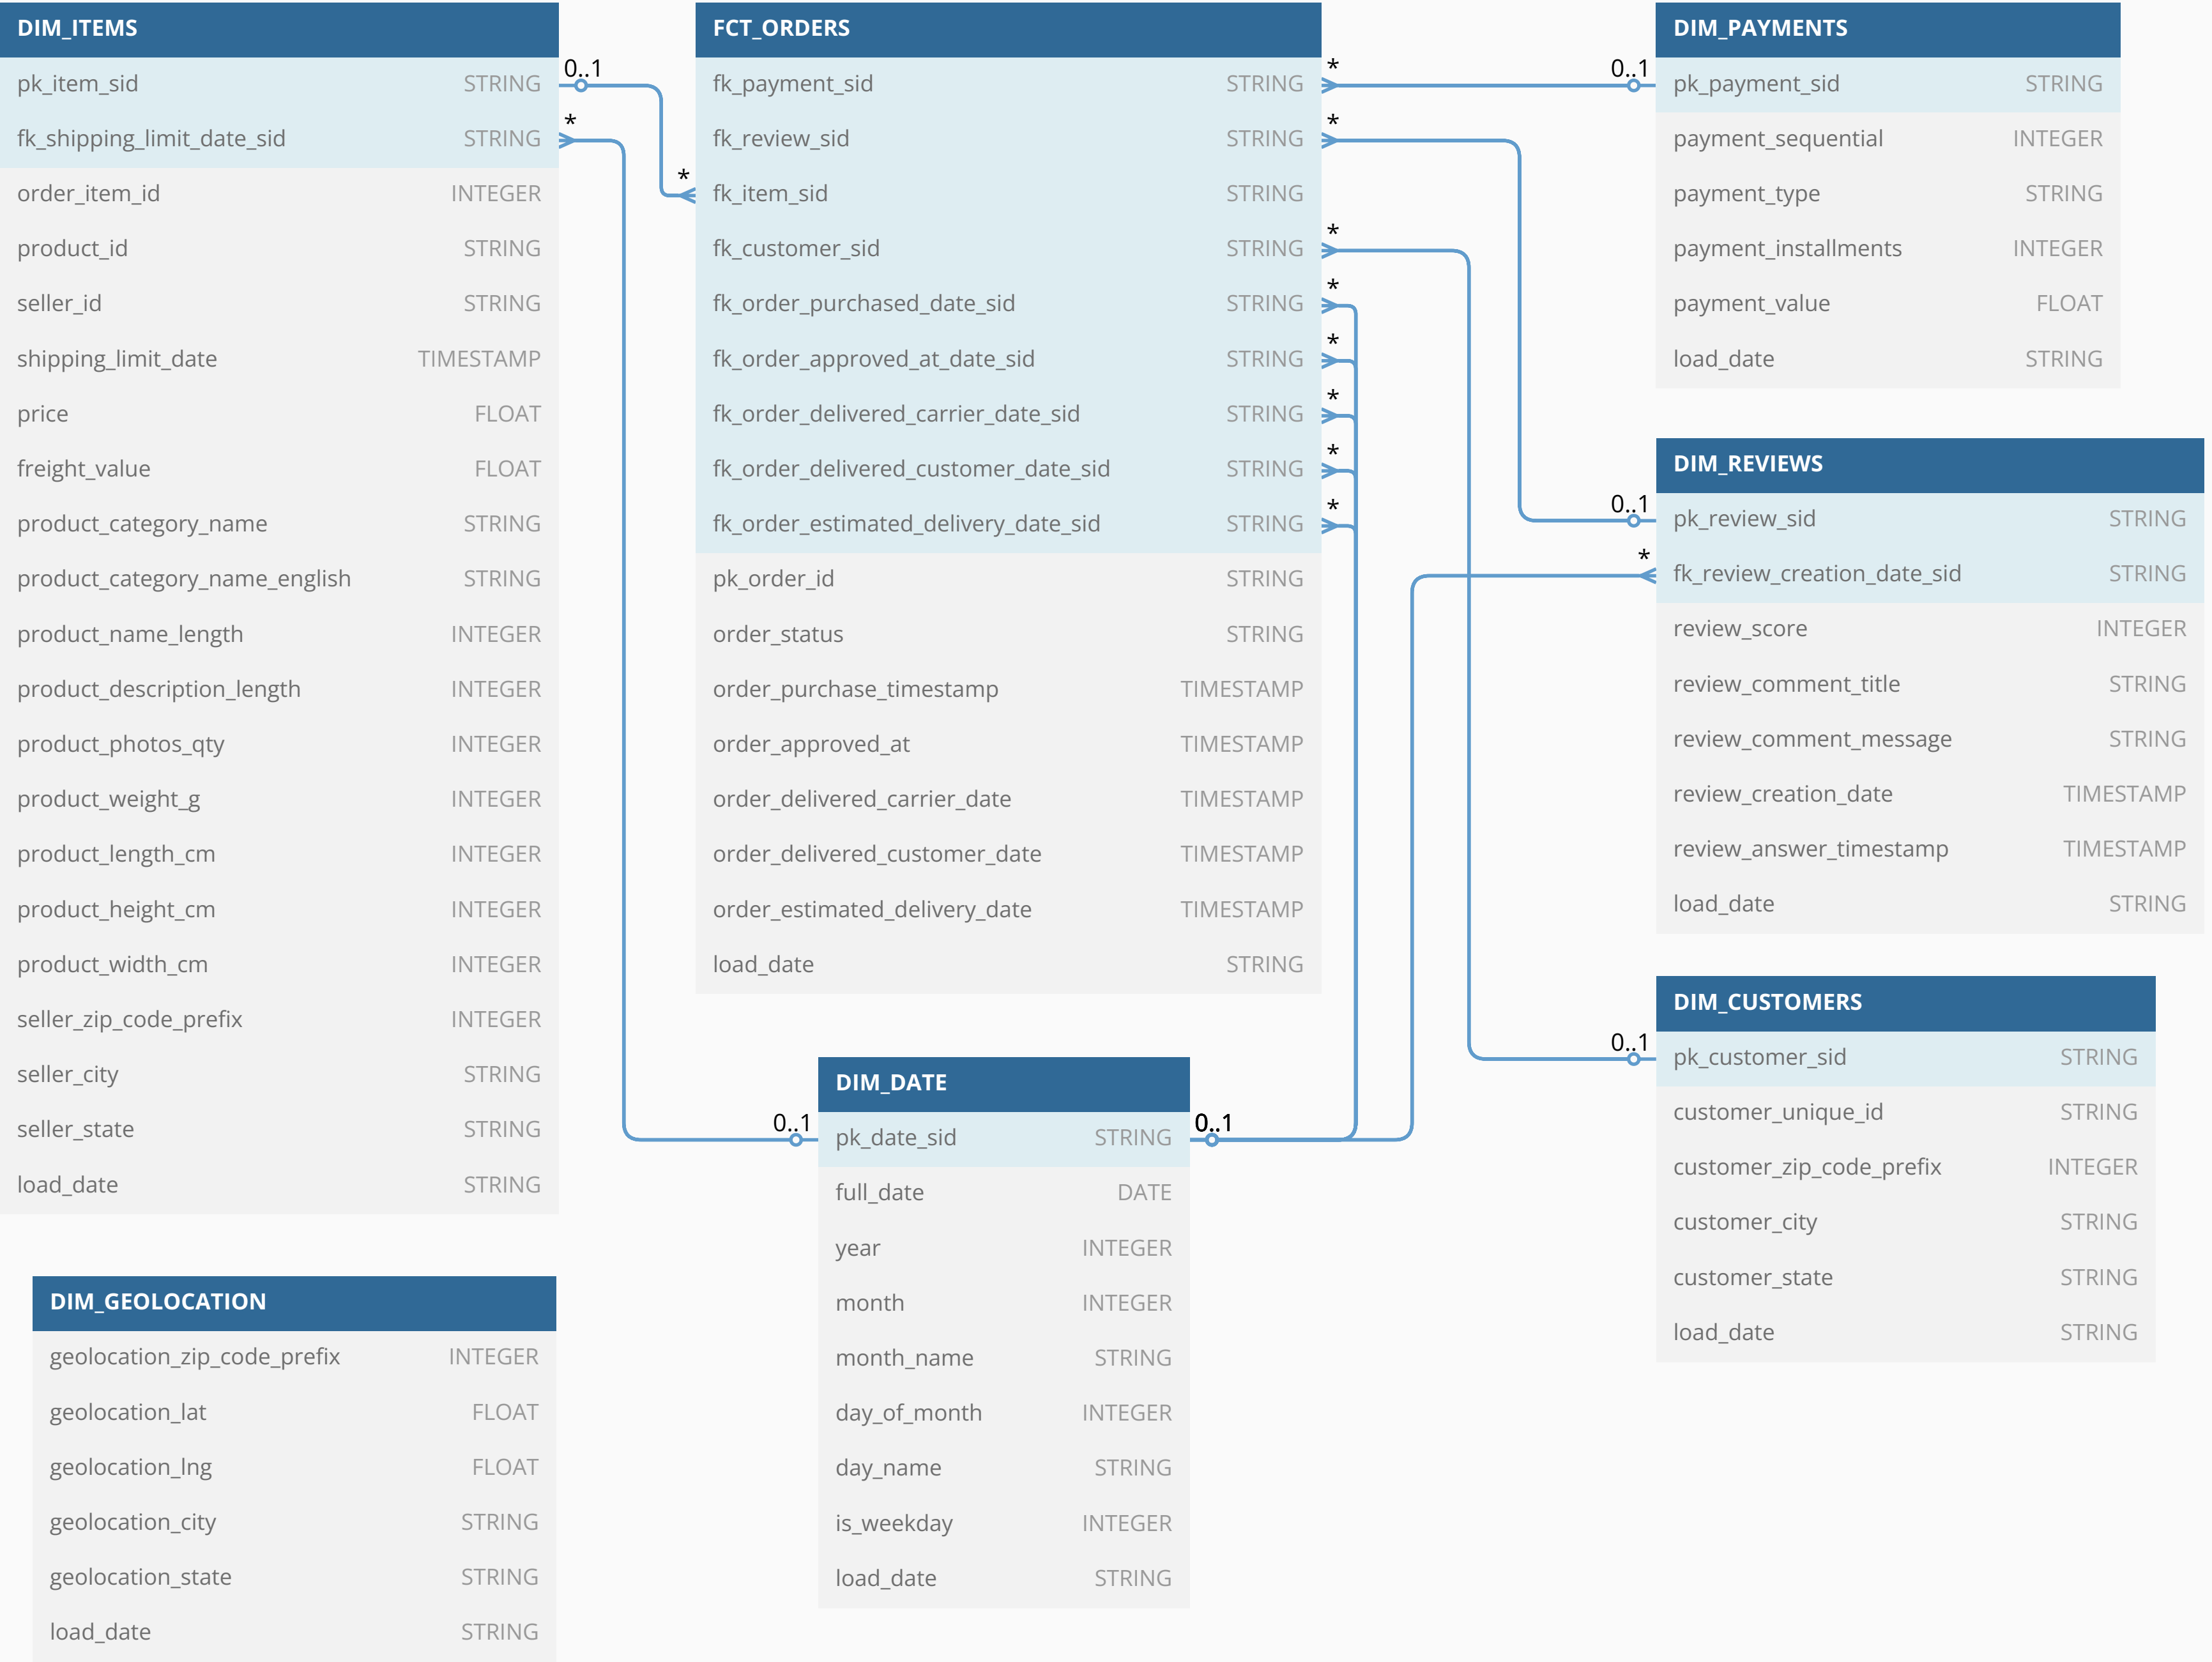 DIM_ITEMS
pk_item_sid STRING
fk_shipping_limit_date_sid STRING
order_item_id INTEGER
product_id STRING
seller_id STRING
shipping_limit_date TIMESTAMP
price FLOAT
freight_value FLOAT
product_category_name STRING
product_category_name_english STRING
product_name_length INTEGER
product_description_length INTEGER
product_photos_qty INTEGER
product_weight_g INTEGER
product_length_cm INTEGER
product_height_cm INTEGER
product_width_cm INTEGER
seller_zip_code_prefix INTEGER
seller_city STRING
seller_state STRING
load_date STRING
0..1
*
*
FCT_ORDERS
fk_payment_sid STRING
fk_review_sid STRING
fk_item_sid STRING
fk_customer_sid STRING
fk_order_purchased_date_sid STRING
fk_order_approved_at_date_sid STRING
fk_order_delivered_carrier_date_sid STRING
fk_order_delivered_customer_date_sid STRING
fk_order_estimated_delivery_date_sid STRING
pk_order_id STRING
order_status STRING
order_purchase_timestamp TIMESTAMP
order_approved_at TIMESTAMP
order_delivered_carrier_date TIMESTAMP
order_delivered_customer_date TIMESTAMP
order_estimated_delivery_date TIMESTAMP
load_date STRING
*
*
*
*
*
*
*
*
0..1
DIM_PAYMENTS
pk_payment_sid STRING
payment_sequential INTEGER
payment_type STRING
payment_installments INTEGER
payment_value FLOAT
load_date STRING
0..1
*
DIM_REVIEWS
pk_review_sid STRING
fk_review_creation_date_sid STRING
review_score INTEGER
review_comment_title STRING
review_comment_message STRING
review_creation_date TIMESTAMP
review_answer_timestamp TIMESTAMP
load_date STRING
0..1
DIM_CUSTOMERS
pk_customer_sid STRING
customer_unique_id STRING
customer_zip_code_prefix INTEGER
customer_city STRING
customer_state STRING
load_date STRING
0..1
0..1
DIM_DATE
pk_date_sid STRING
full_date DATE
year INTEGER
month INTEGER
month_name STRING
day_of_month INTEGER
day_name STRING
is_weekday INTEGER
load_date STRING
DIM_GEOLOCATION
geolocation_zip_code_prefix INTEGER
geolocation_lat FLOAT
geolocation_lng FLOAT
geolocation_city STRING
geolocation_state STRING
load_date STRING